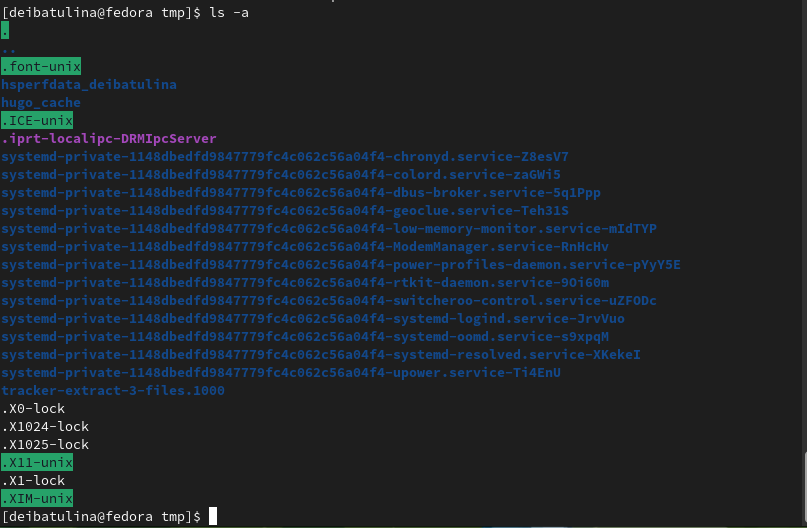 [deibatulina@fedora tmp]$ ls -a
.
..
.font-unix
hsperfdata_deibatulina
hugo_cache
.ICE-unix
.iprt-localipc-DRMIpcServer
systemd-private-1148dbedfd9847779fc4c062c56a04f4-chronyd.service-Z8esV7
systemd-private-1148dbedfd9847779fc4c062c56a04f4-colord.service-zaGWi5
systemd-private-1148dbedfd9847779fc4c062c56a04f4-dbus-broker.service-5q1Ppp
systemd-private-1148dbedfd9847779fc4c062c56a04f4-geoclue.service-Teh31S
systemd-private-1148dbedfd9847779fc4c062c56a04f4-low-memory-monitor.service-mIdTYP
systemd-private-1148dbedfd9847779fc4c062c56a04f4-ModemManager.service-RnHcHv
systemd-private-1148dbedfd9847779fc4c062c56a04f4-power-profiles-daemon.service-pYyY5E
systemd-private-1148dbedfd9847779fc4c062c56a04f4-rtkit-daemon.service-9Oi60m
systemd-private-1148dbedfd9847779fc4c062c56a04f4-switcheroo-control.service-uZFODc
systemd-private-1148dbedfd9847779fc4c062c56a04f4-systemd-logind.service-JrvVuo
systemd-private-1148dbedfd9847779fc4c062c56a04f4-systemd-oomd.service-s9xpqM
systemd-private-1148dbedfd9847779fc4c062c56a04f4-systemd-resolved.service-XKekeI
systemd-private-1148dbedfd9847779fc4c062c56a04f4-upower.service-Ti4EnU
tracker-extract-3-files.1000
.X0-lock
.X1024-lock
.X1025-lock
.X11-unix
.X1-lock
.XIM-unix
[deibatulina@fedora tmp]$